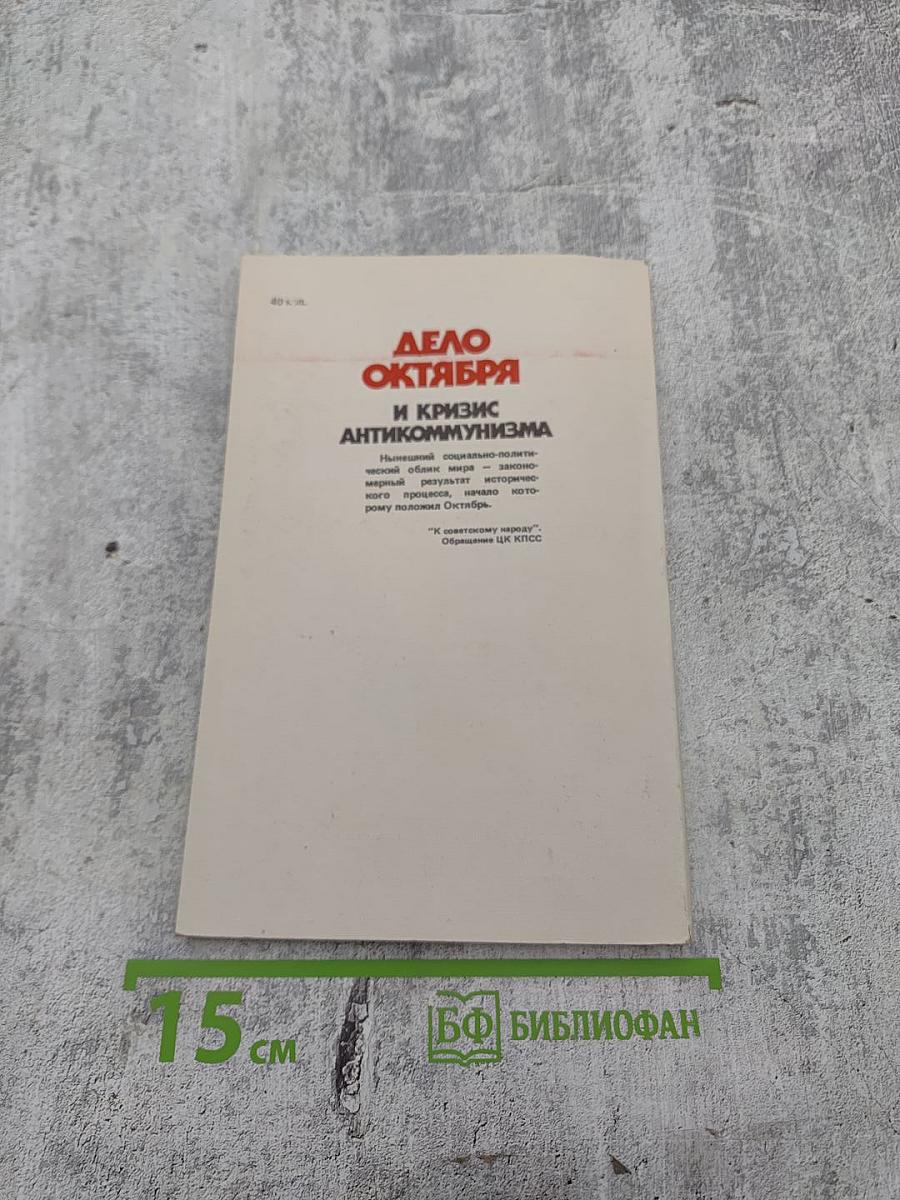 40 коп.
ДЕЛО
ОКТЯБРЯ
И КРИЗИС
АНТИКОММУНИЗМА
Нынешний социально-полити-
ческий облик мира — законо-
мерный результат историчес-
кого процесса, начало кото-
рому положил Октябрь.
"К советскому народу".
Обращение ЦК КПСС
15 см
БФ БИБЛИОФАН